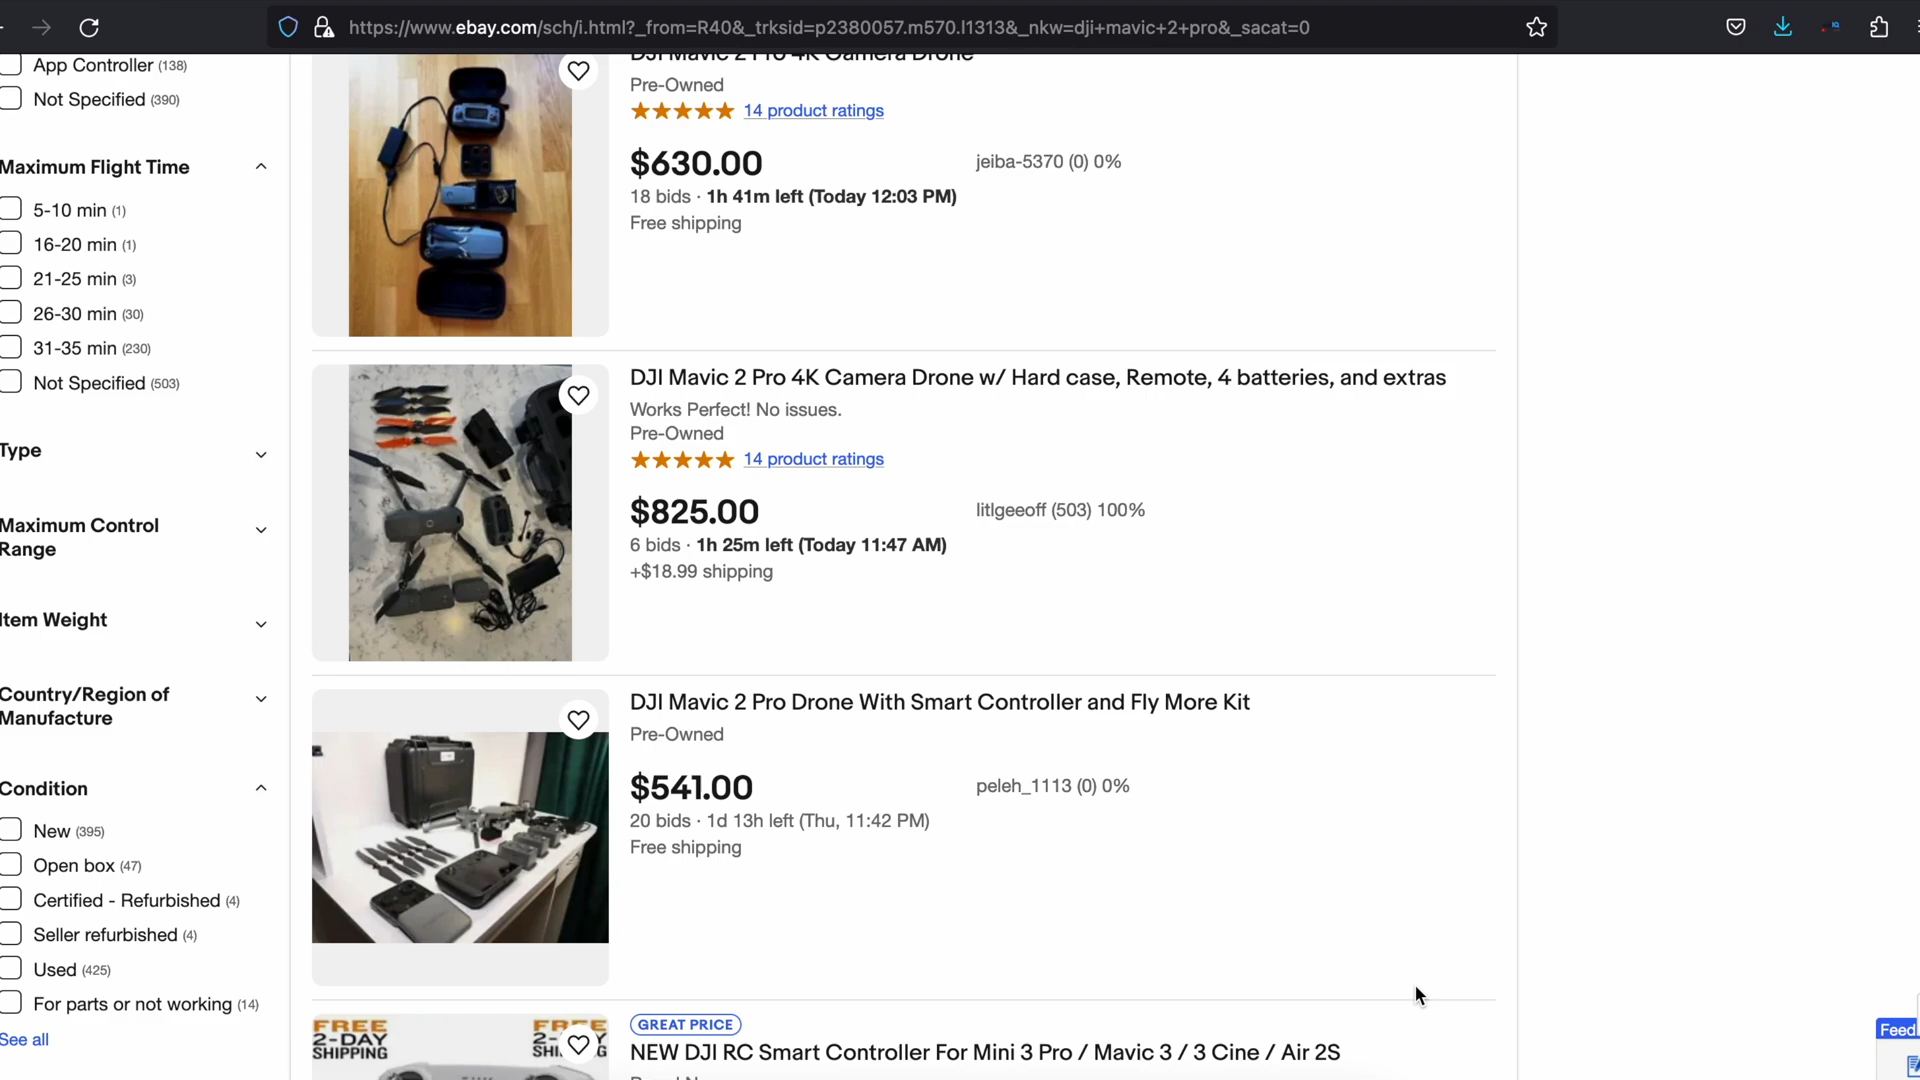 https://www.ebay.com/sch/i.html?_from=R40&_trksid=p2380057.m570.l1313&_nkw=dji+mavic+2+pro&_sacat=0
App Controller (138)
Not Specified (390)
Maximum Flight Time
5-10 min (1)
16-20 min (1)
21-25 min (3)
26-30 min (30)
31-35 min (230)
Not Specified (503)
Type
Maximum Control
Range
Item Weight
Country/Region of
Manufacture
Condition
New (395)
Open box (47)
Certified - Refurbished (4)
Seller refurbished (4)
Used (425)
For parts or not working (14)
See all
DJI Mavic 2 Pro 4K Camera Drone
Pre-Owned
14 product ratings
$630.00
jeiba-5370 (0) 0%
18 bids · 1h 41m left (Today 12:03 PM)
Free shipping
DJI Mavic 2 Pro 4K Camera Drone w/ Hard case, Remote, 4 batteries, and extras
Works Perfect! No issues.
Pre-Owned
14 product ratings
$825.00
litlgeeoff (503) 100%
6 bids · 1h 25m left (Today 11:47 AM)
+$18.99 shipping
DJI Mavic 2 Pro Drone With Smart Controller and Fly More Kit
Pre-Owned
$541.00
peleh_1113 (0) 0%
20 bids · 1d 13h left (Thu, 11:42 PM)
Free shipping
FREE
2-DAY
SHIPPING
FREE
GREAT PRICE
NEW DJI RC Smart Controller For Mini 3 Pro / Mavic 3 / 3 Cine / Air 2S
Feed